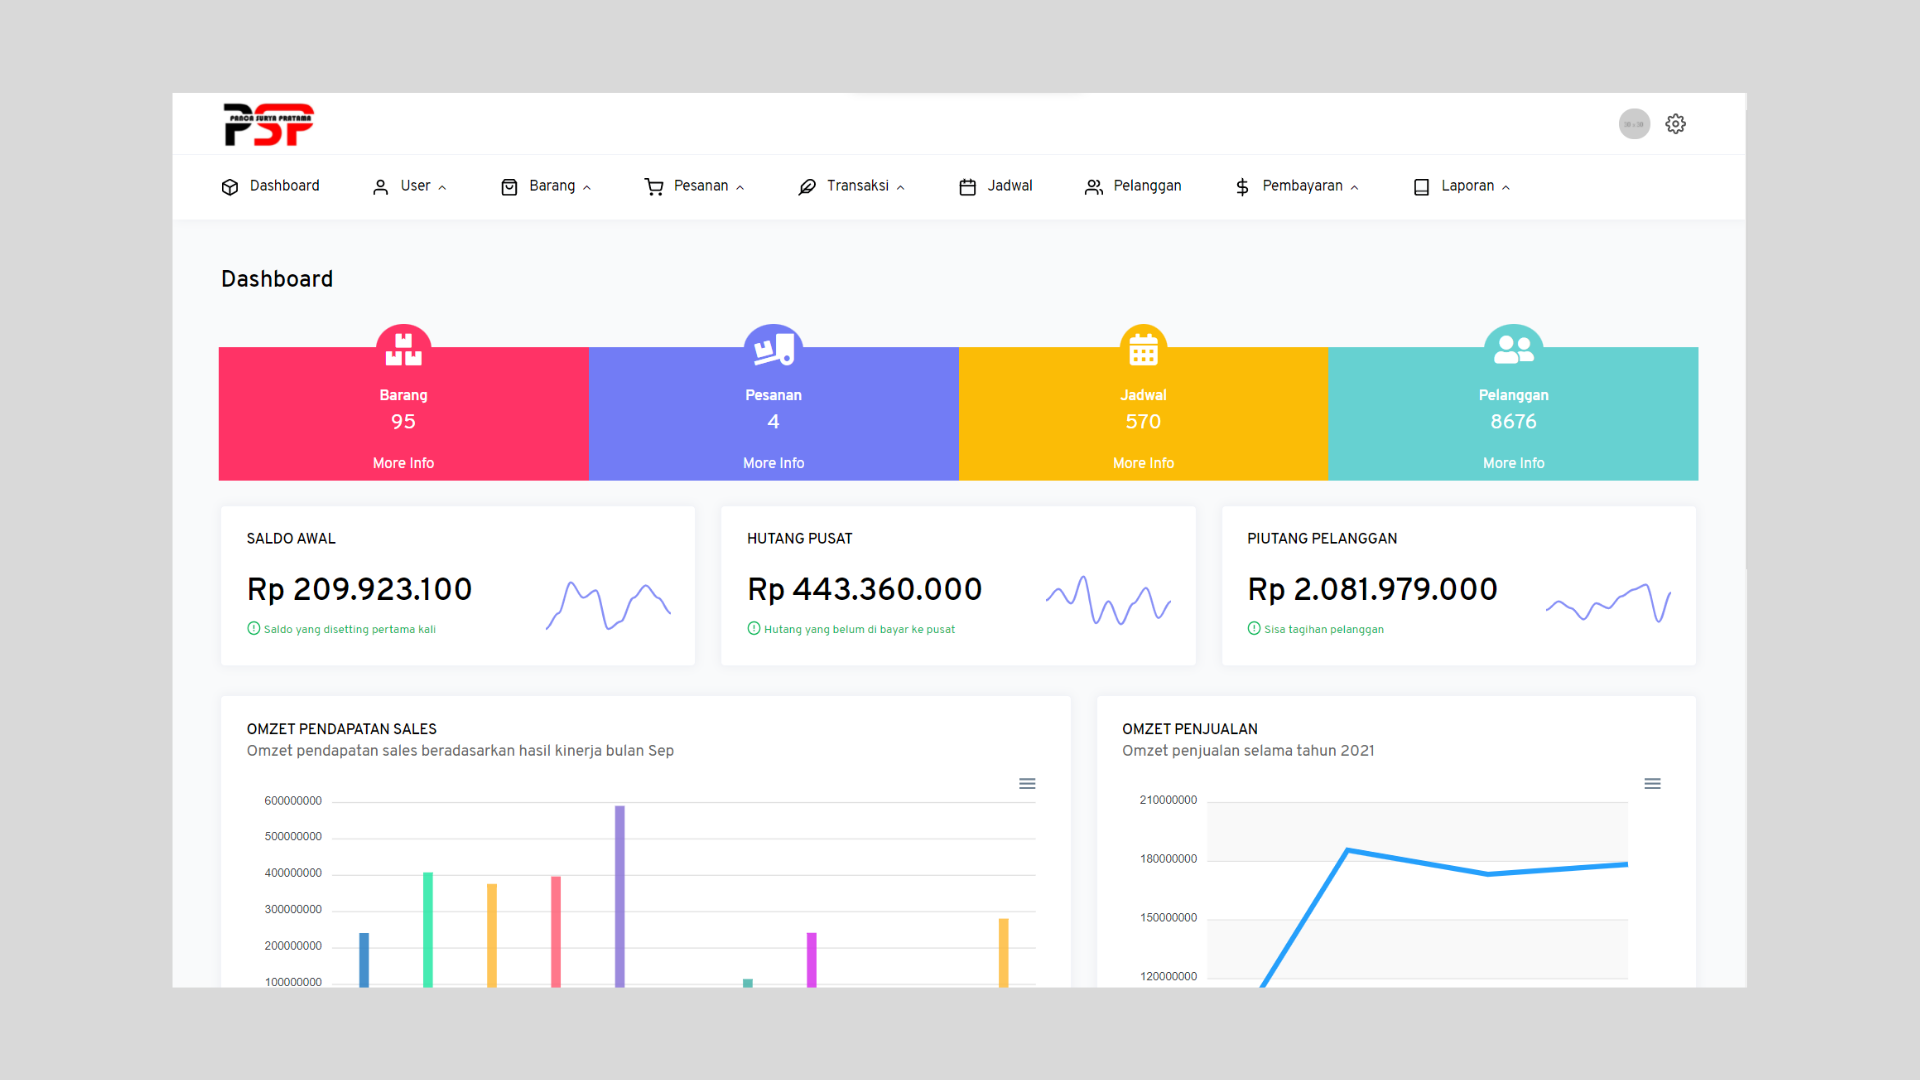 PSP
PANCA SURYA PRATAMA
Dashboard User Barang Pesanan Transaksi Jadwal Pelanggan Pembayaran Laporan
Dashboard
Barang Pesanan Jadwal Pelanggan
95 4 570 8676
More Info More Info More Info More Info
SALDO AWAL
Rp 209.923.100
Saldo yang disetting pertama kali
HUTANG PUSAT
Rp 443.360.000
Hutang yang belum di bayar ke pusat
PIUTANG PELANGGAN
Rp 2.081.979.000
Sisa tagihan pelanggan
OMZET PENDAPATAN SALES
Omzet pendapatan sales beradasarkan hasil kinerja bulan Sep
600000000
500000000
400000000
300000000
200000000
100000000
OMZET PENJUALAN
Omzet penjualan selama tahun 2021
210000000
180000000
150000000
120000000